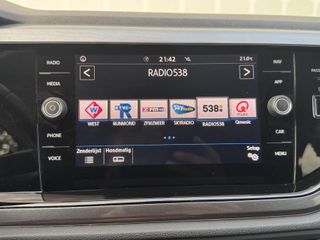 RADIO
MEDIA
PHONE
VOICE
21:42
21.0°C
RADIO538
WEST
RIJNMOND
SKYRADIO
RADIO538
Qmusic
538
Zenderlijst
Handmatig
Setup
NAV
APP
CAR
MENU